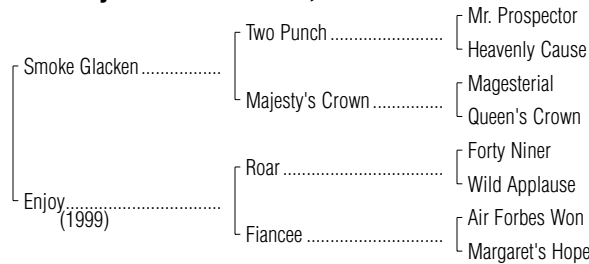 Mr. Prospector
Two Punch ........................
Heavenly Cause
Smoke Glacken.................
Magesterial
Majesty's Crown ...............
Queen's Crown
Forty Niner
Roar ..................................
Wild Applause
Enjoy.................................
(1999)
Air Forbes Won
Fiancee .............................
Margaret's Hope